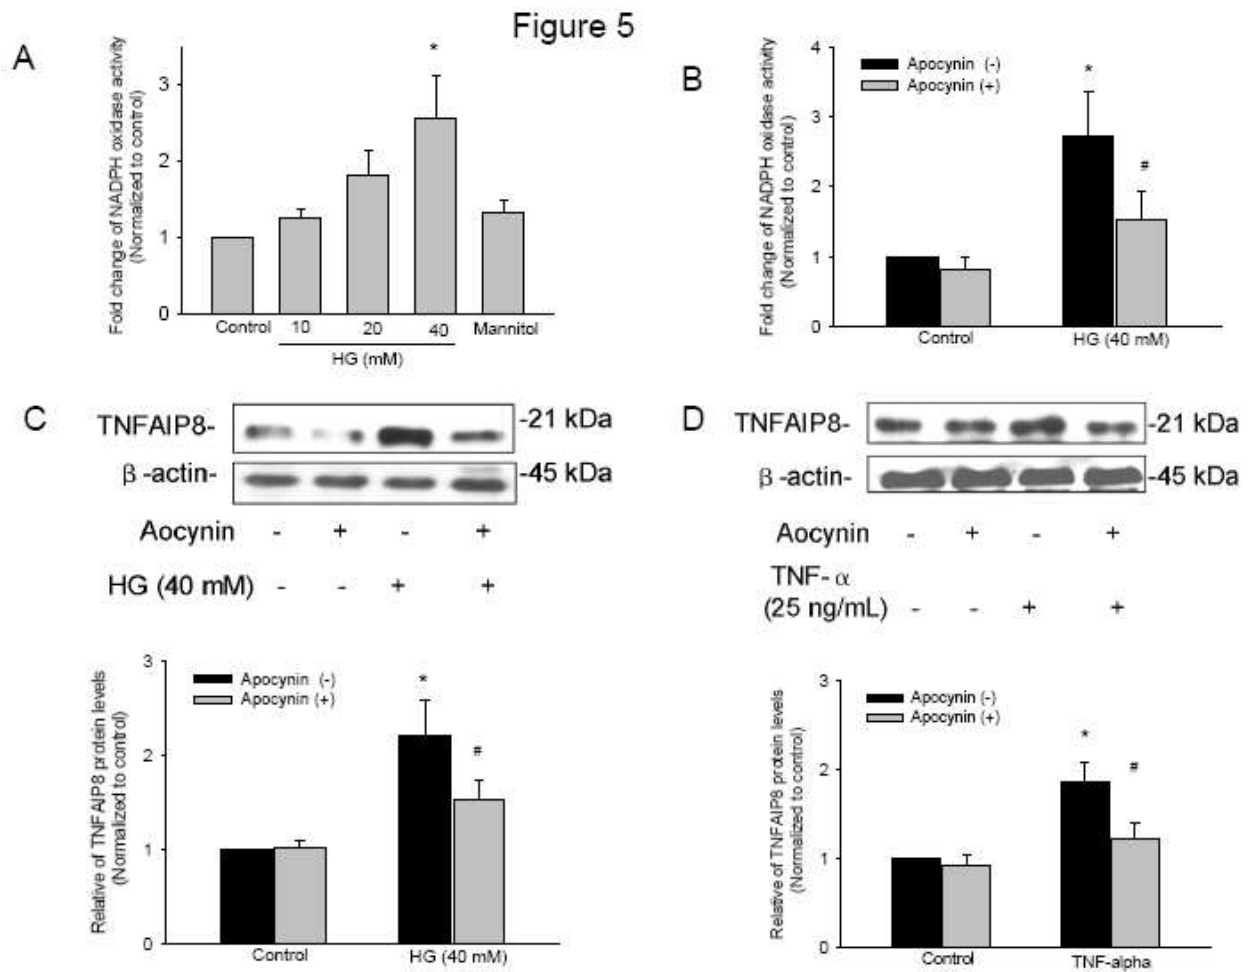 Figure 5
A
Fold change of NADPH oxidase activity
(Normalized to control)
3
2
1
0
*
Control 10 20 40 Mannitol
HG (mM)
B
Fold change of NADPH oxidase activity
(Normalized to control)
4
3
2
1
0
Apocynin (-)
Apocynin (+)
*
#
Control HG (40 mM)
C
TNFAIP8- -21 kDa
β -actin- -45 kDa
Aocynin - + - +
HG (40 mM) - - + +
Relative of TNFAIP8 protein levels
(Normalized to control)
3
2
1
0
Apocynin (-)
Apocynin (+)
*
#
Control HG (40 mM)
D
TNFAIP8- -21 kDa
β -actin- -45 kDa
Aocynin - + - +
TNF- α
(25 ng/mL) - - + +
Relative of TNFAIP8 protein levels
(Normalized to control)
3
2
1
0
Apocynin (-)
Apocynin (+)
*
#
Control TNF-alpha